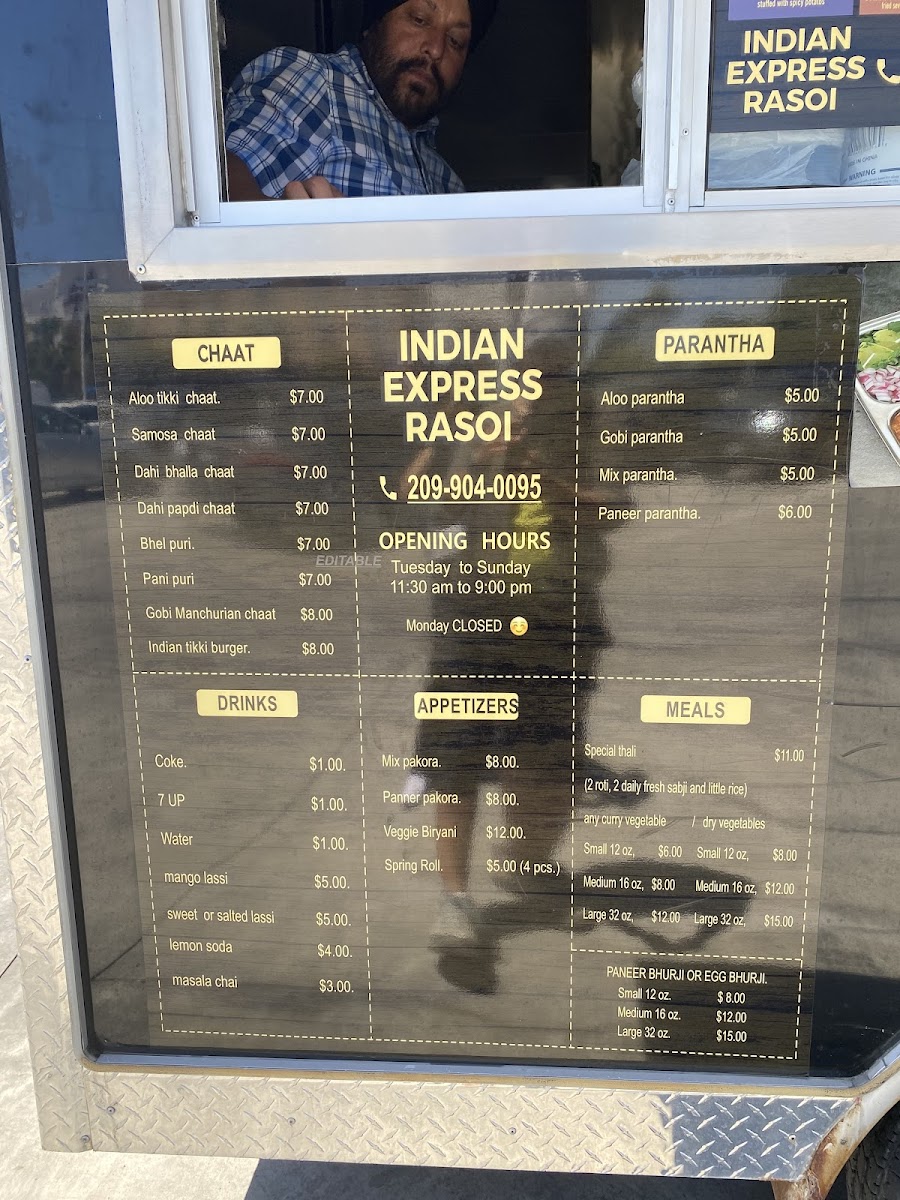 stuffed with spicy potatoes
INDIAN
EXPRESS
RASOI
WARNING
CHAAT
Aloo tikki chaat. $7.00
Samosa chaat $7.00
Dahi bhalla chaat $7.00
Dahi papdi chaat $7.00
Bhel puri. $7.00
Pani puri $7.00
Gobi Manchurian chaat $8.00
Indian tikki burger. $8.00
INDIAN
EXPRESS
RASOI
209-904-0095
OPENING HOURS
EDITABLE
Tuesday to Sunday
11:30 am to 9:00 pm
Monday CLOSED ☺️
PARANTHA
Aloo parantha $5.00
Gobi parantha $5.00
Mix parantha. $5.00
Paneer parantha. $6.00
DRINKS
Coke. $1.00.
7 UP $1.00.
Water $1.00.
mango lassi $5.00.
sweet or salted lassi $5.00.
lemon soda $4.00.
masala chai $3.00.
APPETIZERS
Mix pakora. $8.00.
Panner pakora. $8.00.
Veggie Biryani $12.00.
Spring Roll. $5.00 (4 pcs.)
MEALS
Special thali $11.00
(2 roti, 2 daily fresh sabji and little rice)
any curry vegetable / dry vegetables
Small 12 oz, $6.00 Small 12 oz, $8.00
Medium 16 oz, $8.00 Medium 16 oz, $12.00
Large 32 oz, $12.00 Large 32 oz, $15.00
PANEER BHURJI OR EGG BHURJI.
Small 12 oz. $ 8.00
Medium 16 oz. $12.00
Large 32 oz. $15.00